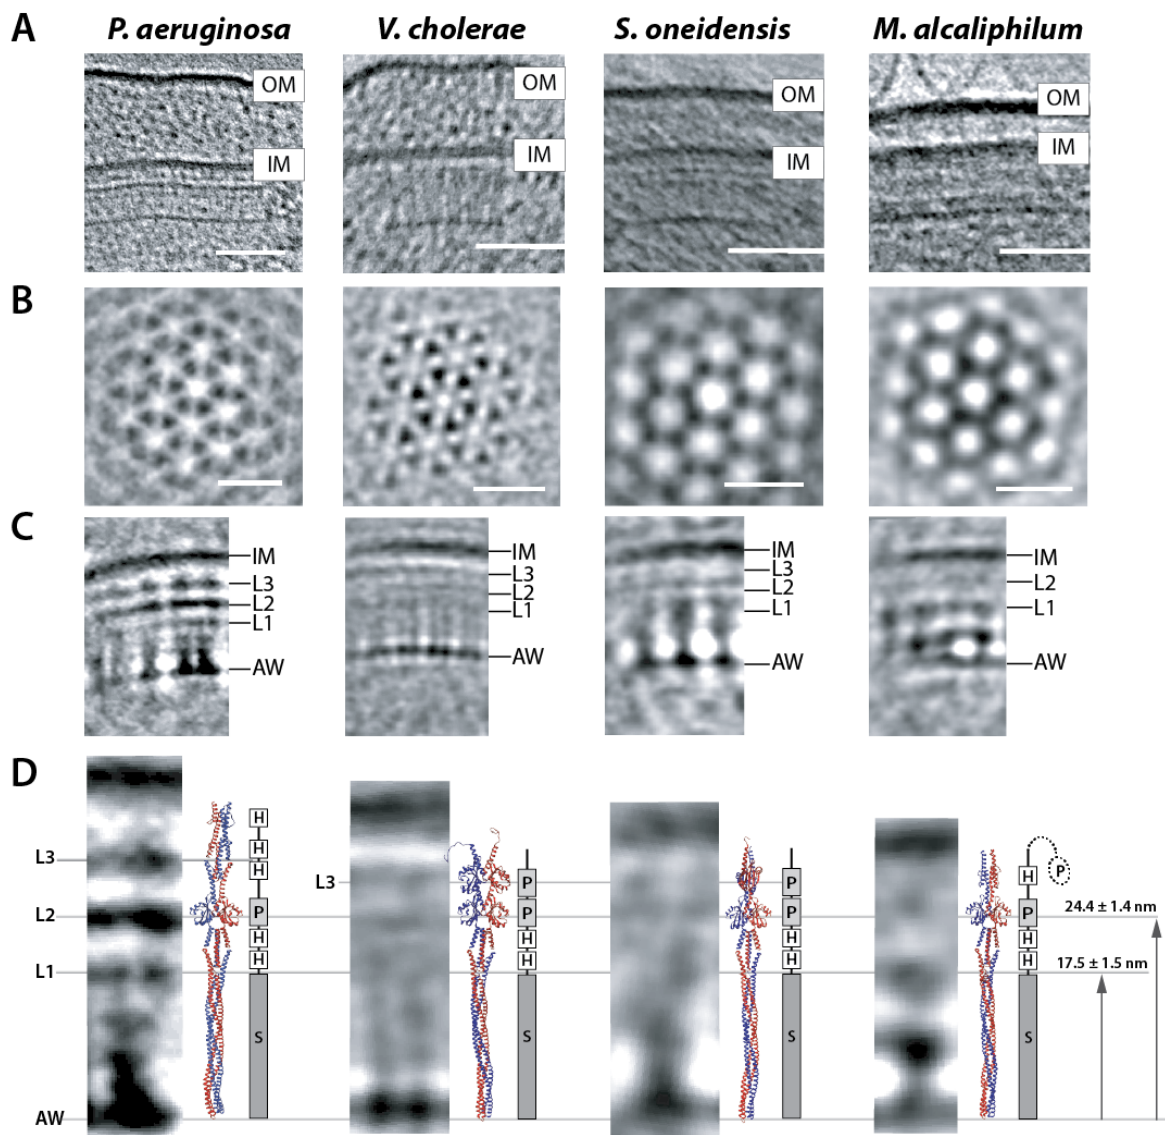 A P. aeruginosa V. cholerae S. oneidensis M. alcaliphilum
OM OM OM OM
IM IM IM IM
B
C
IM IM IM IM
L3 L3 L3 L2
L2 L2 L2 L1
L1 L1 L1
AW AW AW AW
D
H
H P
L3 H L3 P P H
P P P P
L2 24.4 ± 1.4 nm
H H H H
H H H H
L1 17.5 ± 1.5 nm
S S S S
AW